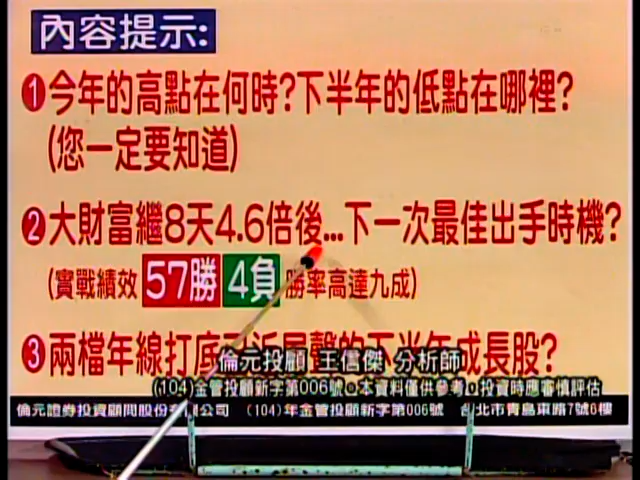 內容提示:
❶今年的高點在何時?下半年的低點在哪裡?
(您一定要知道)
❷大財富繼8天4.6倍後...下一次最佳出手時機?
(實戰績效 57勝 4負 勝率高達九成)
❸兩檔年線打底 的下半年成長股?
倫元投顧 王信傑 分析師
(104)金管投顧新字第006號。本資料僅供參考。投資時應審慎評估
倫元證券投資顧問股份有限公司 (104)年金管投顧新字第006號 台北市青島東路7號6樓